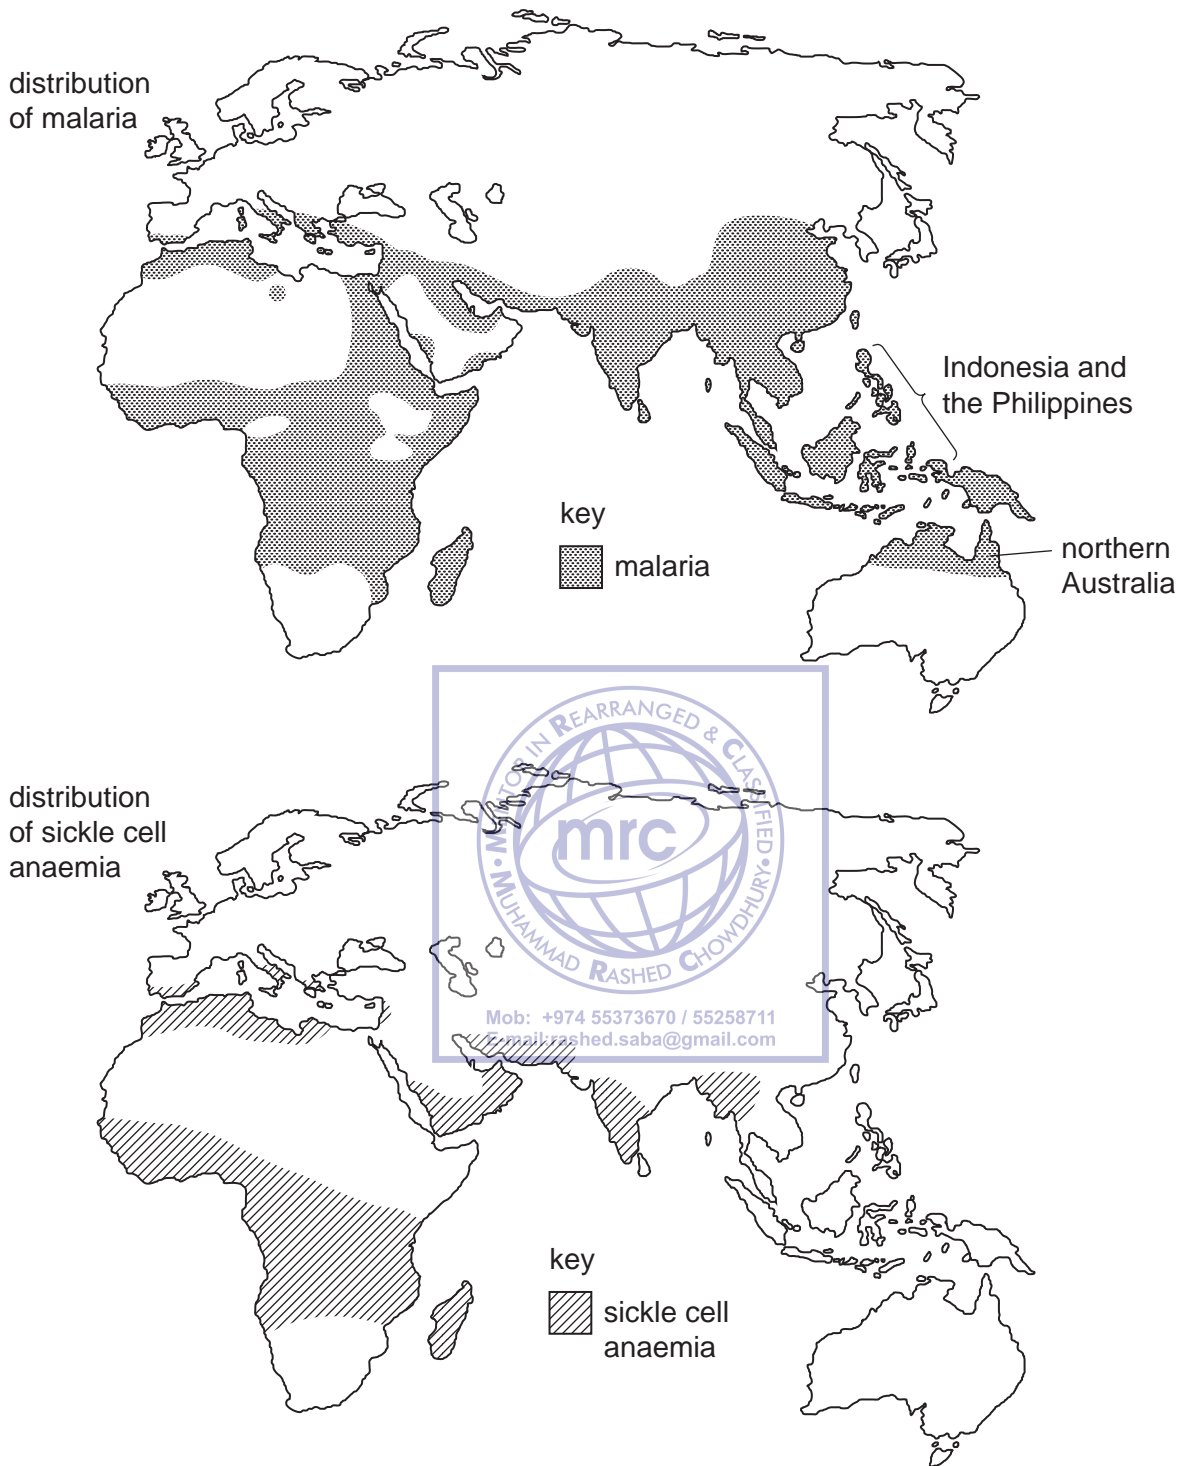 distribution
of malaria
Indonesia and
the Philippines
key
malaria
northern
Australia
MENTOR IN REARRANGED & CLASSIFIED
mrc
MUHAMMAD RASHED CHOWDHURY
Mob: +974 55373670 / 55258711
E-mail:rashed.saba@gmail.com
distribution
of sickle cell
anaemia
key
sickle cell
anaemia